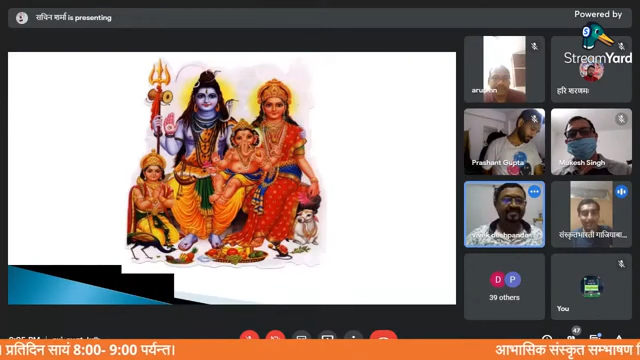 सचिन शर्मा is presenting
Powered by
StreamYard
हरि शरणमः
Prashant Gupta
Mukesh Singh
संस्कृतभारती गाजियाबा...
D
P
39 others
You
47
। प्रतिदिन सायं 8:00- 9:00 पर्यन्त।
आभासिक संस्कृत सम्भाषण